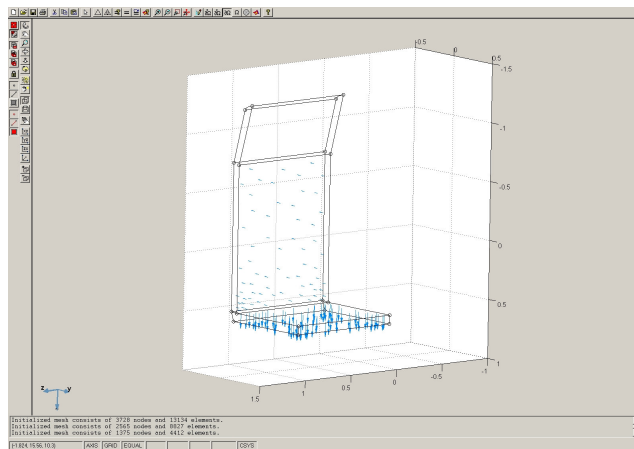 -0.5
0
0.5
-1.5
-1
-0.5
0
0.5
1
-1
-0.5
0
0.5
1
1.5
z
y
Initialized mesh consists of 3728 nodes and 13134 elements.
Initialized mesh consists of 2565 nodes and 8827 elements.
Initialized mesh consists of 1375 nodes and 4412 elements.
AXIS GRID EQUAL CSYS